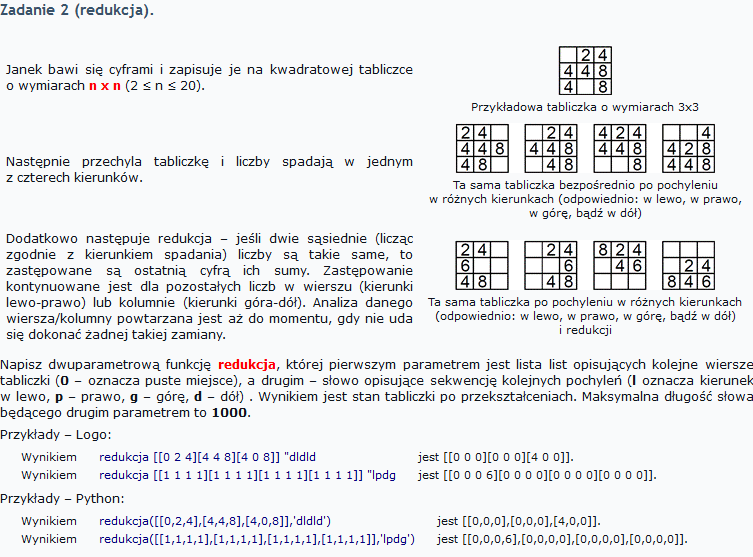 Zadanie 2 (redukcja).
Janek bawi się cyframi i zapisuje je na kwadratowej tabliczce
o wymiarach n x n (2 ≤ n ≤ 20).
2 4
4 4 8
4 8
Przykładowa tabliczka o wymiarach 3x3
Następnie przechyla tabliczkę i liczby spadają w jednym
z czterech kierunków.
2 4 2 4 4 2 4 4
4 4 8 4 4 8 4 4 8 4 2 8
4 8 4 8 8 4 4 8
Ta sama tabliczka bezpośrednio po pochyleniu
w różnych kierunkach (odpowiednio: w lewo, w prawo,
w górę, bądź w dół)
Dodatkowo następuje redukcja – jeśli dwie sąsiednie (licząc
zgodnie z kierunkiem spadania) liczby są takie same, to
zastępowane są ostatnią cyfrą ich sumy. Zastępowanie
kontynuowane jest dla pozostałych liczb w wierszu (kierunki
lewo-prawo) lub kolumnie (kierunki góra-dół). Analiza danego
wiersza/kolumny powtarzana jest aż do momentu, gdy nie uda
się dokonać żadnej takiej zamiany.
2 4 2 4 8 2 4
6 6 4 6 2 4
4 8 4 8 8 4 6
Ta sama tabliczka po pochyleniu w różnych kierunkach
(odpowiednio: w lewo, w prawo, w górę, bądź w dół)
i redukcji
Napisz dwuparametrową funkcję redukcja, której pierwszym parametrem jest lista list opisujących kolejne wiersze
tabliczki (0 – oznacza puste miejsce), a drugim – słowo opisujące sekwencję kolejnych pochyleń (l oznacza kierunek
w lewo, p – prawo, g – górę, d – dół) . Wynikiem jest stan tabliczki po przekształceniach. Maksymalna długość słowa
będącego drugim parametrem to 1000.
Przykłady – Logo:
Wynikiem redukcja [[0 2 4][4 4 8][4 0 8]] "dldld jest [[0 0 0][0 0 0][4 0 0]].
Wynikiem redukcja [[1 1 1 1][1 1 1 1][1 1 1 1][1 1 1 1]] "lpdg jest [[0 0 0 6][0 0 0 0][0 0 0 0][0 0 0 0]].
Przykłady – Python:
Wynikiem redukcja([[0,2,4],[4,4,8],[4,0,8]],'dldld') jest [[0,0,0],[0,0,0],[4,0,0]].
Wynikiem redukcja([[1,1,1,1],[1,1,1,1],[1,1,1,1],[1,1,1,1]],'lpdg') jest [[0,0,0,6],[0,0,0,0],[0,0,0,0],[0,0,0,0]].